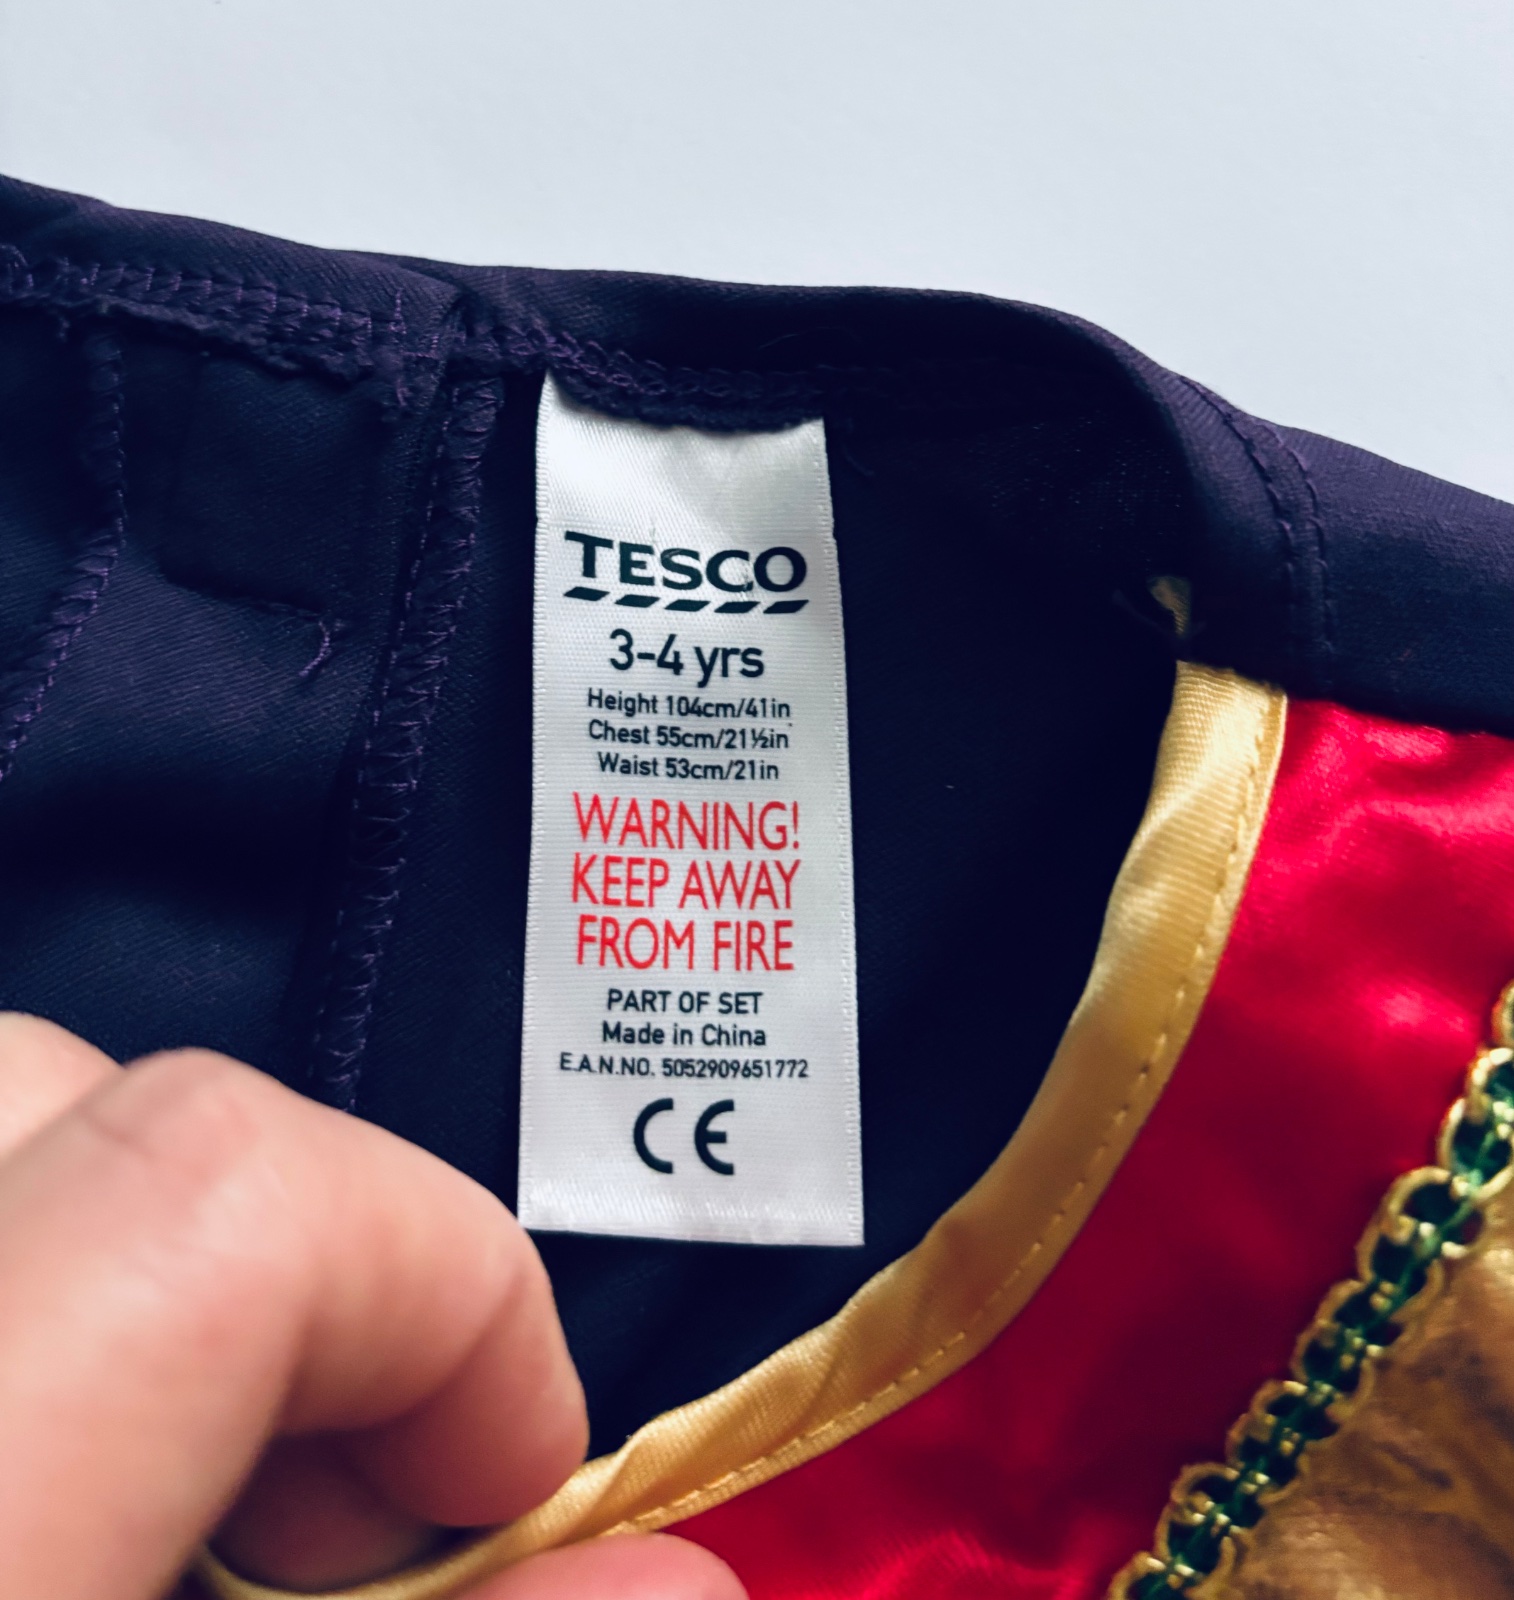 TESCO
3-4 yrs
Height 104cm/41in
Chest 55cm/21½in
Waist 53cm/21in
WARNING!
KEEP AWAY
FROM FIRE
PART OF SET
Made in China
E.A.N.NO. 5052909651772
CE